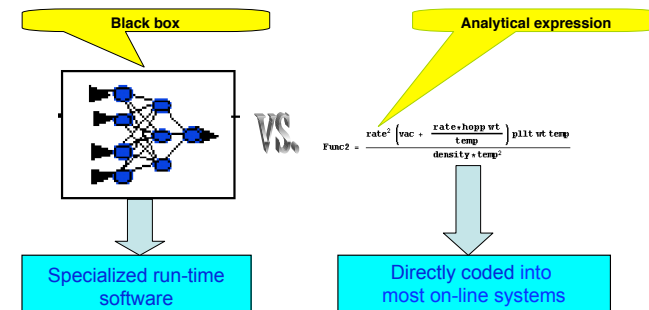 Black box
Analytical expression
VS.
Func2 = rate² (vac + rate*hopp wt / temp) pllt wt temp / density * temp²
Specialized run-time
software
Directly coded into
most on-line systems